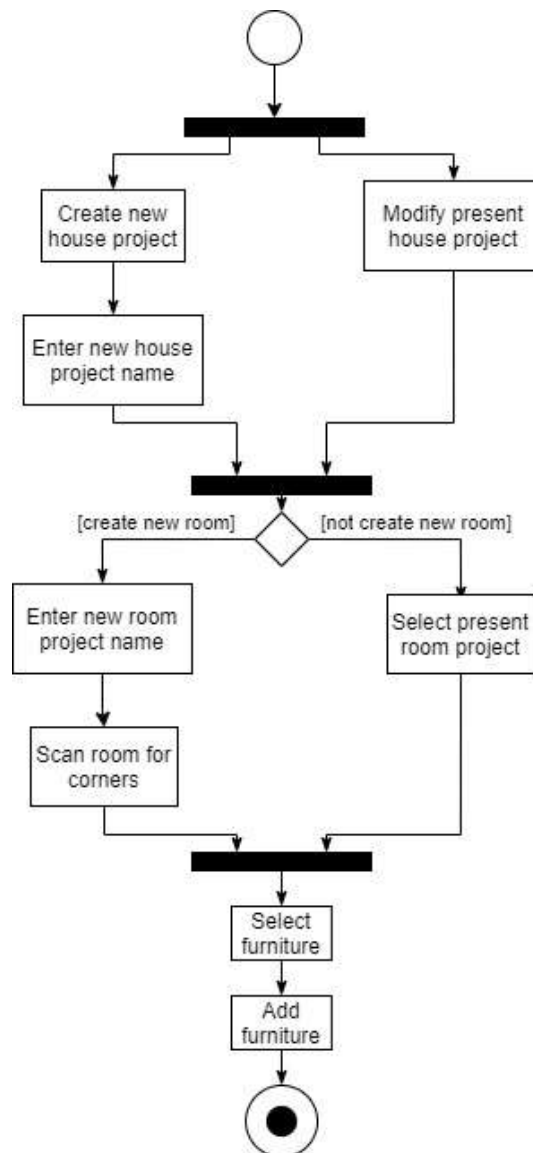 Create new
house project
Modify present
house project
Enter new house
project name
[create new room]
[not create new room]
Enter new room
project name
Select present
room project
Scan room for
corners
Select
furniture
Add
furniture